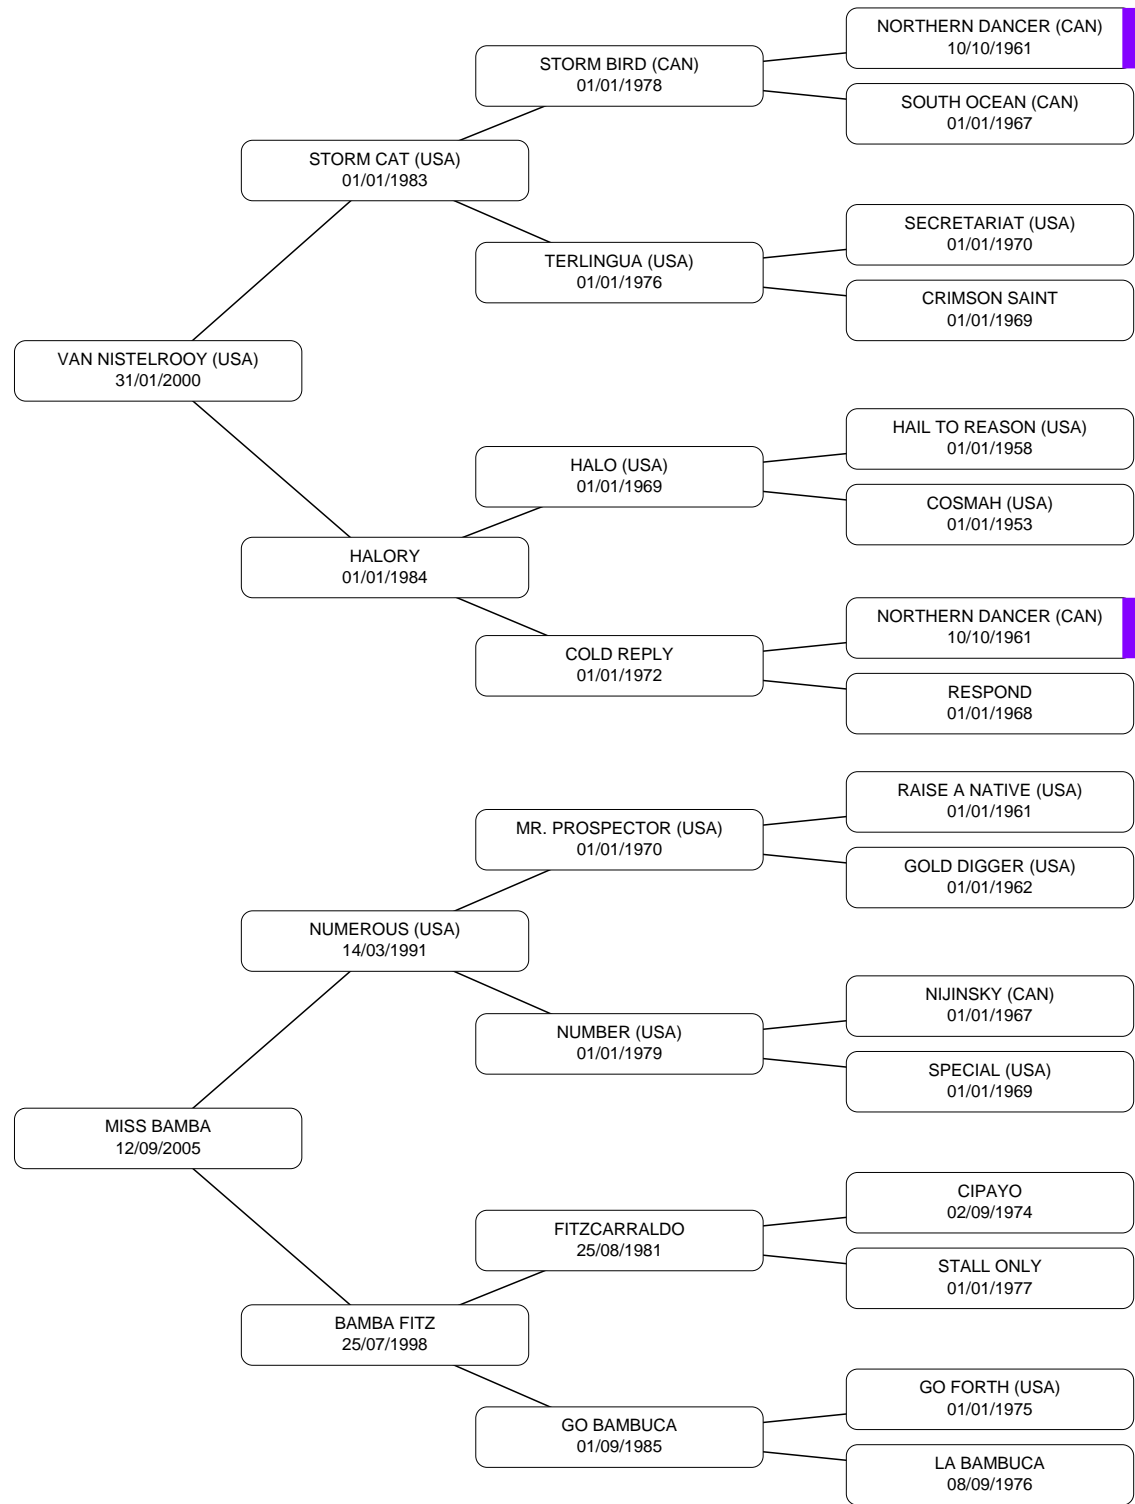 NORTHERN DANCER (CAN)
10/10/1961
STORM BIRD (CAN)
01/01/1978
SOUTH OCEAN (CAN)
01/01/1967
STORM CAT (USA)
01/01/1983
SECRETARIAT (USA)
01/01/1970
TERLINGUA (USA)
01/01/1976
CRIMSON SAINT
01/01/1969
VAN NISTELROOY (USA)
31/01/2000
HAIL TO REASON (USA)
01/01/1958
HALO (USA)
01/01/1969
COSMAH (USA)
01/01/1953
HALORY
01/01/1984
NORTHERN DANCER (CAN)
10/10/1961
COLD REPLY
01/01/1972
RESPOND
01/01/1968
RAISE A NATIVE (USA)
01/01/1961
MR. PROSPECTOR (USA)
01/01/1970
GOLD DIGGER (USA)
01/01/1962
NUMEROUS (USA)
14/03/1991
NIJINSKY (CAN)
01/01/1967
NUMBER (USA)
01/01/1979
SPECIAL (USA)
01/01/1969
MISS BAMBA
12/09/2005
CIPAYO
02/09/1974
FITZCARRALDO
25/08/1981
STALL ONLY
01/01/1977
BAMBA FITZ
25/07/1998
GO FORTH (USA)
01/01/1975
GO BAMBUCA
01/09/1985
LA BAMBUCA
08/09/1976